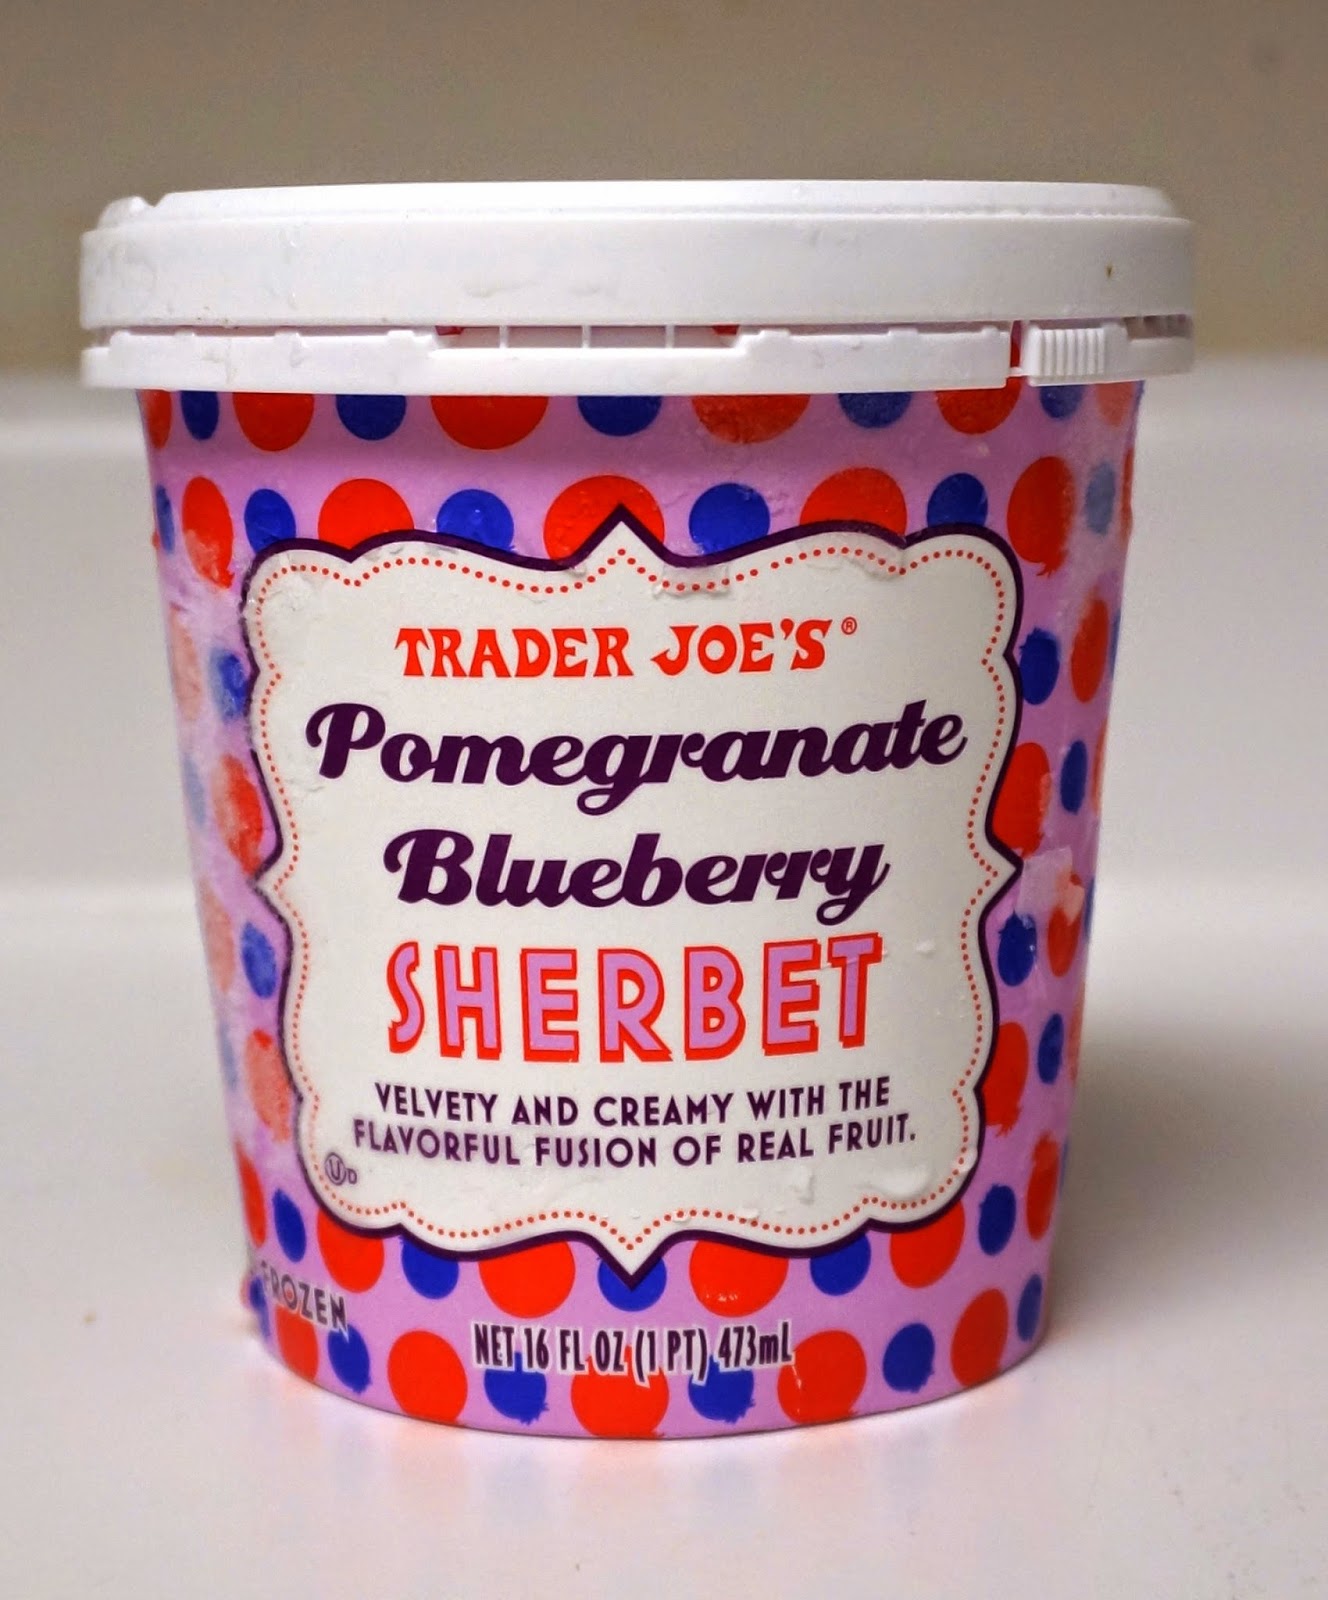 TRADER JOE'S®
Pomegranate
Blueberry
SHERBET
VELVETY AND CREAMY WITH THE
FLAVORFUL FUSION OF REAL FRUIT.
UD
FROZEN
NET 16 FL OZ (1 PT) 473mL